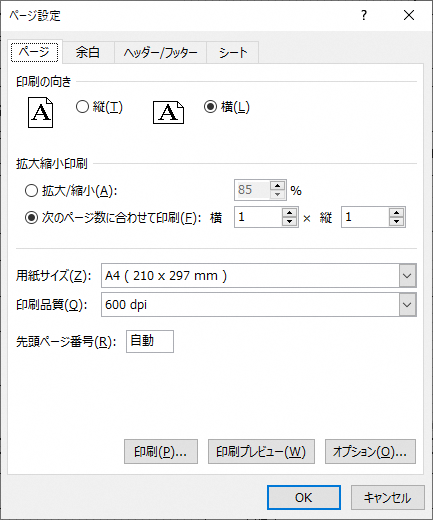 ページ設定
ページ 余白 ヘッダー/フッター シート
印刷の向き
A 縦(T) A 横(L)
拡大縮小印刷
拡大/縮小(A): 85 %
次のページ数に合わせて印刷(F): 横 1 × 縦 1
用紙サイズ(Z): A4 ( 210 x 297 mm )
印刷品質(Q): 600 dpi
先頭ページ番号(R): 自動
印刷(P)... 印刷プレビュー(W) オプション(O)...
OK キャンセル